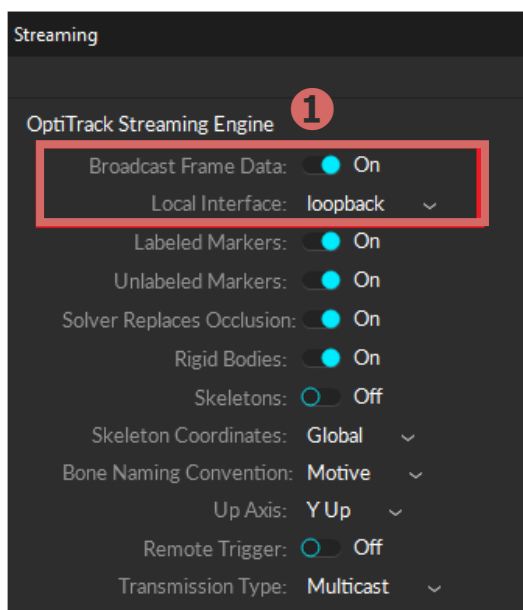 Streaming
1
OptiTrack Streaming Engine
Broadcast Frame Data: On
Local Interface: loopback
Labeled Markers: On
Unlabeled Markers: On
Solver Replaces Occlusion: On
Rigid Bodies: On
Skeletons: Off
Skeleton Coordinates: Global
Bone Naming Convention: Motive
Up Axis: Y Up
Remote Trigger: Off
Transmission Type: Multicast